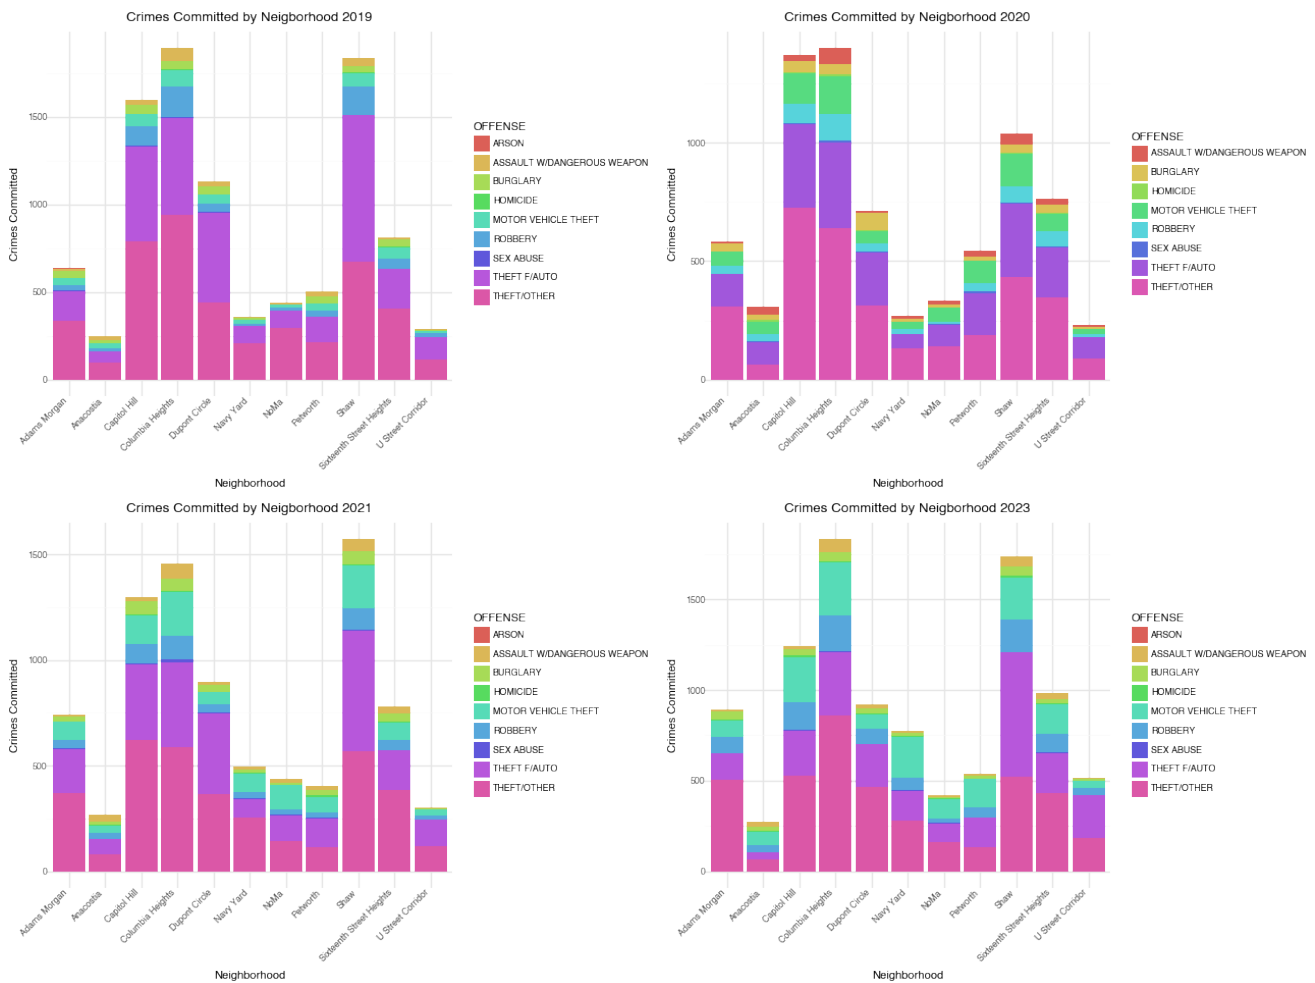 Crimes Committed by Neigborhood 2019
Crimes Committed
1500
1000
500
0
Adams Morgan
Anacostia
Capitol Hill
Columbia Heghts
Dupont Circle
Navy Yard
NoMa
Petworth
Shaw
Sixteenth Street Heights
U Street Corridor
Neighborhood
OFFENSE
ARSON
ASSAULT W/DANGEROUS WEAPON
BURGLARY
HOMICIDE
MOTOR VEHICLE THEFT
ROBBERY
SEX ABUSE
THEFT F/AUTO
THEFT/OTHER
Crimes Committed by Neigborhood 2020
Crimes Committed
1000
500
0
Adams Morgan
Anacostia
Capitol Hill
Columbia Heghts
Dupont Circle
Navy Yard
NoMa
Petworth
Shaw
Sixteenth Street Heights
U Street Corridor
Neighborhood
OFFENSE
ASSAULT W/DANGEROUS WEAPON
BURGLARY
HOMICIDE
MOTOR VEHICLE THEFT
ROBBERY
SEX ABUSE
THEFT F/AUTO
THEFT/OTHER
Crimes Committed by Neigborhood 2021
Crimes Committed
1500
1000
500
0
Adams Morgan
Anacostia
Capitol Hill
Columbia Heghts
Dupont Circle
Navy Yard
NoMa
Petworth
Shaw
Sixteenth Street Heights
U Street Corridor
Neighborhood
OFFENSE
ARSON
ASSAULT W/DANGEROUS WEAPON
BURGLARY
HOMICIDE
MOTOR VEHICLE THEFT
ROBBERY
SEX ABUSE
THEFT F/AUTO
THEFT/OTHER
Crimes Committed by Neigborhood 2023
Crimes Committed
1500
1000
500
0
Adams Morgan
Anacostia
Capitol Hill
Columbia Heghts
Dupont Circle
Navy Yard
NoMa
Petworth
Shaw
Sixteenth Street Heights
U Street Corridor
Neighborhood
OFFENSE
ARSON
ASSAULT W/DANGEROUS WEAPON
BURGLARY
HOMICIDE
MOTOR VEHICLE THEFT
ROBBERY
SEX ABUSE
THEFT F/AUTO
THEFT/OTHER